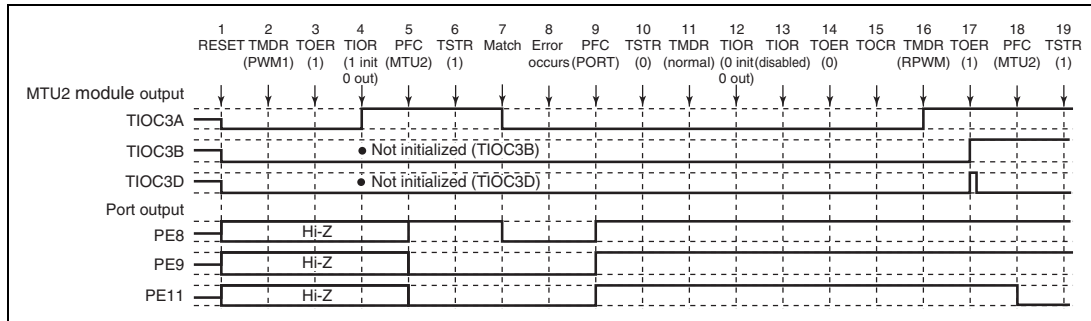 1 2 3 4 5 6 7 8 9 10 11 12 13 14 15 16 17 18 19
RESET TMDR TOER TIOR PFC TSTR Match Error PFC TSTR TMDR TIOR TIOR TOER TOCR TMDR TOER PFC TSTR
(PWM1) (1) (1 init (MTU2) (1) occurs (PORT) (0) (normal) (0 init (disabled) (0) (RPWM) (1) (MTU2) (1)
0 out) 0 out)
MTU2 module output
TIOC3A
TIOC3B • Not initialized (TIOC3B)
TIOC3D • Not initialized (TIOC3D)
Port output
PE8 Hi-Z
PE9 Hi-Z
PE11 Hi-Z